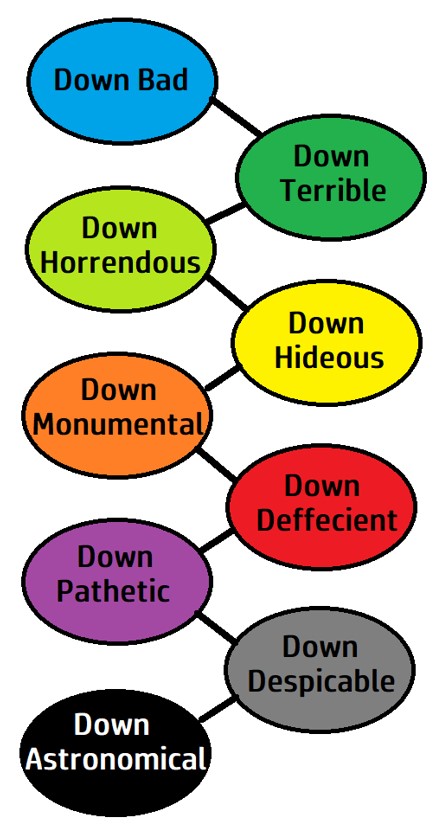 Down Bad
Down
Terrible
Down
Horrendous
Down
Hideous
Down
Monumental
Down
Deffecient
Down
Pathetic
Down
Despicable
Down
Astronomical